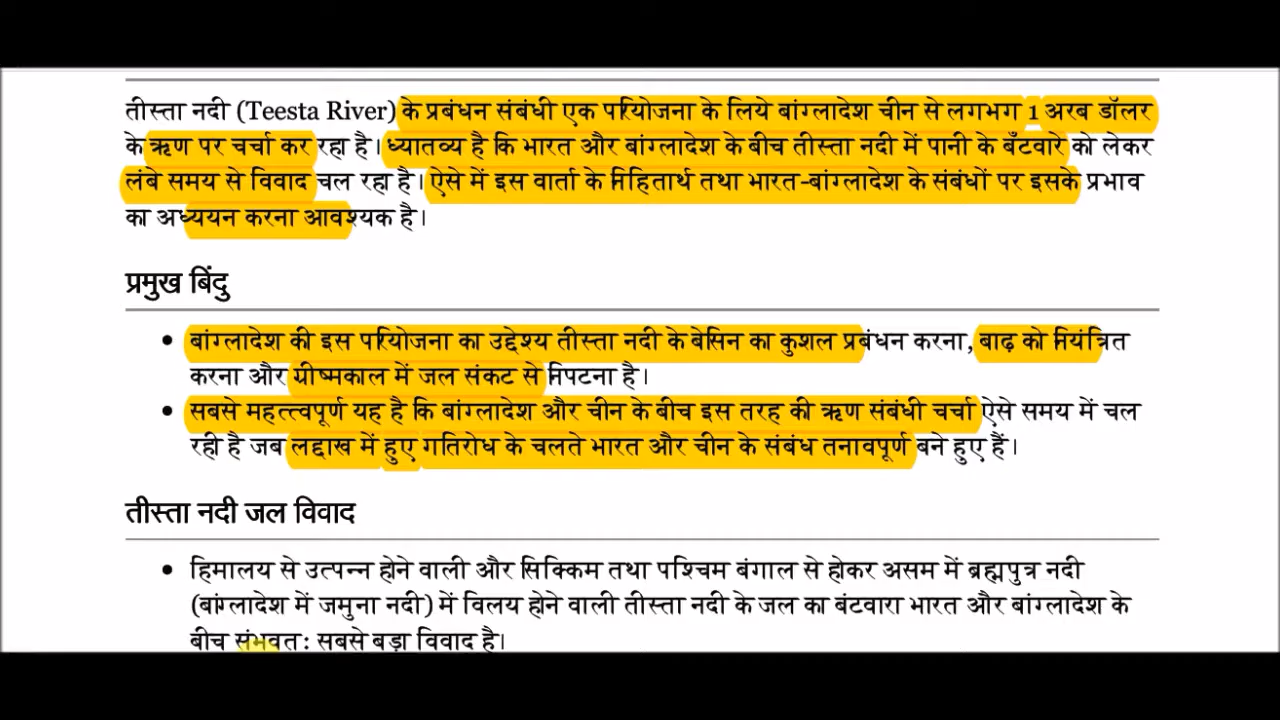 तीस्ता नदी (Teesta River) के प्रबंधन संबंधी एक परियोजना के लिये बांग्लादेश चीन से लगभग 1 अरब डॉलर
के ऋण पर चर्चा कर रहा है। ध्यातव्य है कि भारत और बांग्लादेश के बीच तीस्ता नदी में पानी के बँटवारे को लेकर
लंबे समय से विवाद चल रहा है। ऐसे में इस वार्ता के निहितार्थ तथा भारत-बांग्लादेश के संबंधों पर इसके प्रभाव
का अध्ययन करना आवश्यक है।
प्रमुख बिंदु
• बांग्लादेश की इस परियोजना का उद्देश्य तीस्ता नदी के बेसिन का कुशल प्रबंधन करना, बाढ़ को नियंत्रित
करना और ग्रीष्मकाल में जल संकट से निपटना है।
• सबसे महत्त्वपूर्ण यह है कि बांग्लादेश और चीन के बीच इस तरह की ऋण संबंधी चर्चा ऐसे समय में चल
रही है जब लद्दाख में हुए गतिरोध के चलते भारत और चीन के संबंध तनावपूर्ण बने हुए हैं।
तीस्ता नदी जल विवाद
• हिमालय से उत्पन्न होने वाली और सिक्किम तथा पश्चिम बंगाल से होकर असम में ब्रह्मपुत्र नदी
(बांग्लादेश में जमुना नदी) में विलय होने वाली तीस्ता नदी के जल का बंटवारा भारत और बांग्लादेश के
बीच संभवत: सबसे बड़ा विवाद है।